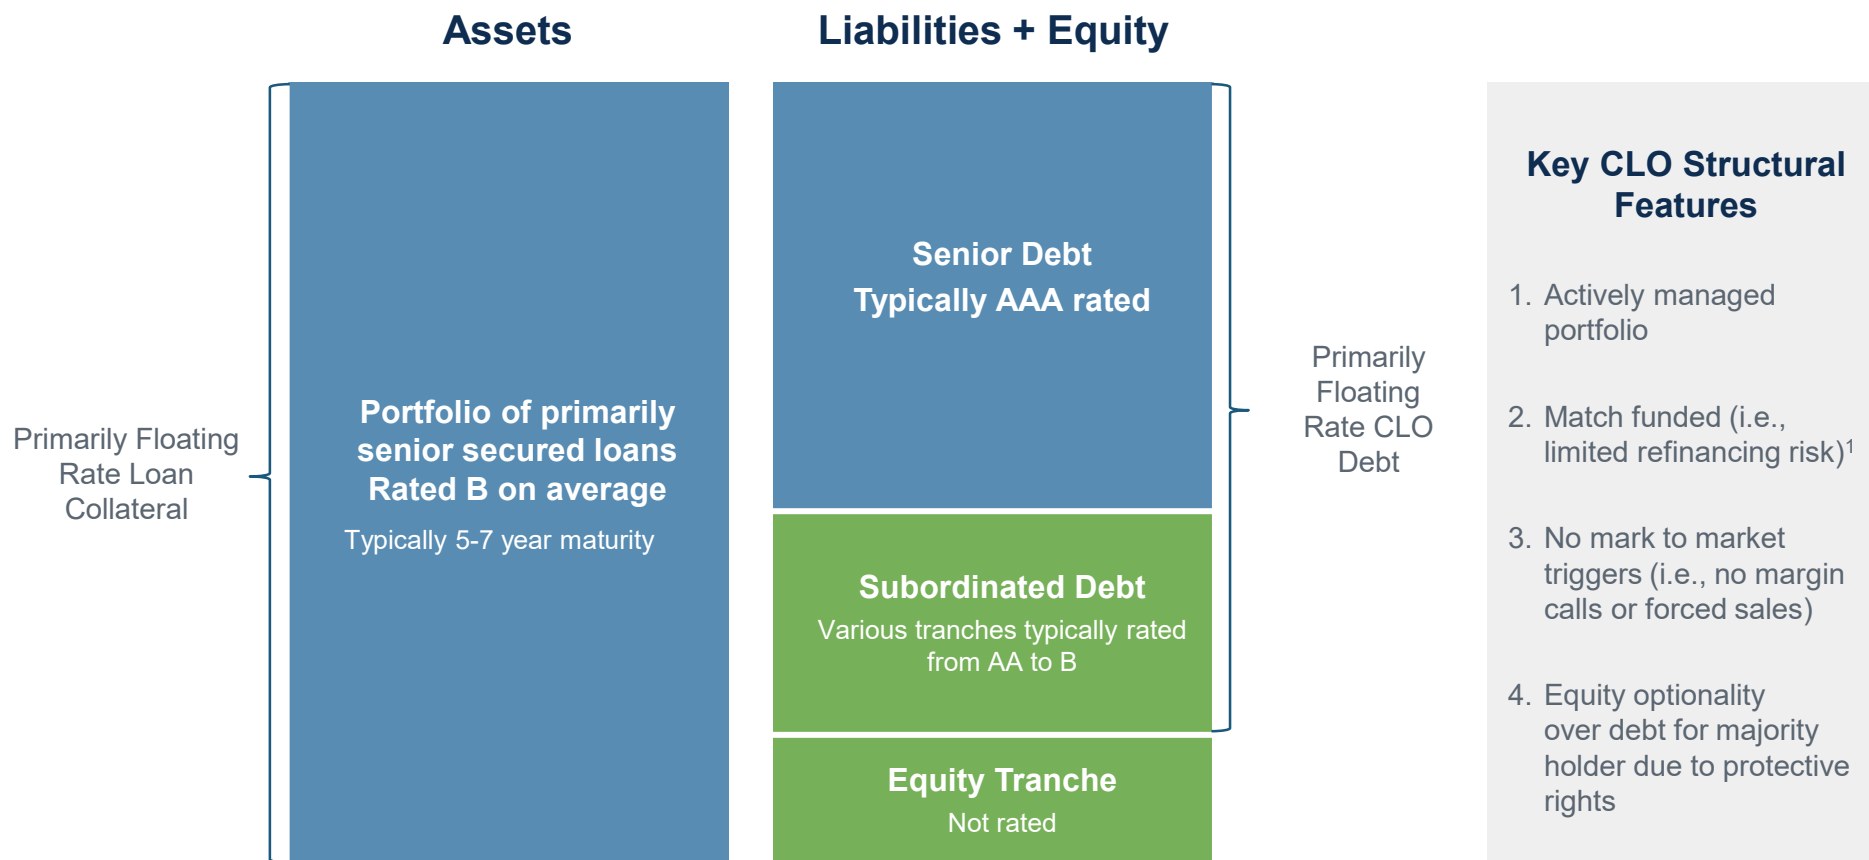 Assets
Liabilities + Equity
Primarily Floating
Rate Loan
Collateral
Portfolio of primarily
senior secured loans
Rated B on average
Typically 5-7 year maturity
Senior Debt
Typically AAA rated
Subordinated Debt
Various tranches typically rated
from AA to B
Equity Tranche
Not rated
Primarily
Floating
Rate CLO
Debt
Key CLO Structural
Features
1. Actively managed
portfolio
2. Match funded (i.e.,
limited refinancing risk)¹
3. No mark to market
triggers (i.e., no margin
calls or forced sales)
4. Equity optionality
over debt for majority
holder due to protective
rights